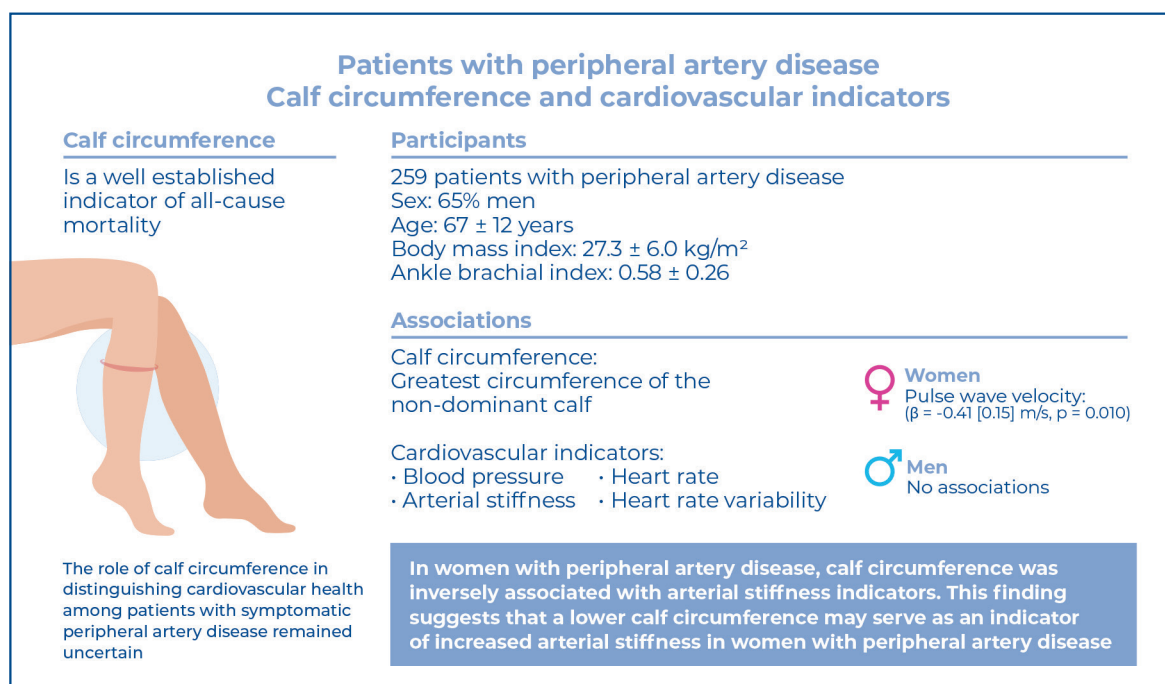 Patients with peripheral artery disease
Calf circumference and cardiovascular indicators
Calf circumference
Is a well established
indicator of all-cause
mortality
The role of calf circumference in
distinguishing cardiovascular health
among patients with symptomatic
peripheral artery disease remained
uncertain
Participants
259 patients with peripheral artery disease
Sex: 65% men
Age: 67 ± 12 years
Body mass index: 27.3 ± 6.0 kg/m²
Ankle brachial index: 0.58 ± 0.26
Associations
Calf circumference:
Greatest circumference of the
non-dominant calf
Cardiovascular indicators:
· Blood pressure · Heart rate
· Arterial stiffness · Heart rate variability
Women
Pulse wave velocity:
(β = -0.41 [0.15] m/s, p = 0.010)
Men
No associations
In women with peripheral artery disease, calf circumference was
inversely associated with arterial stiffness indicators. This finding
suggests that a lower calf circumference may serve as an indicator
of increased arterial stiffness in women with peripheral artery disease